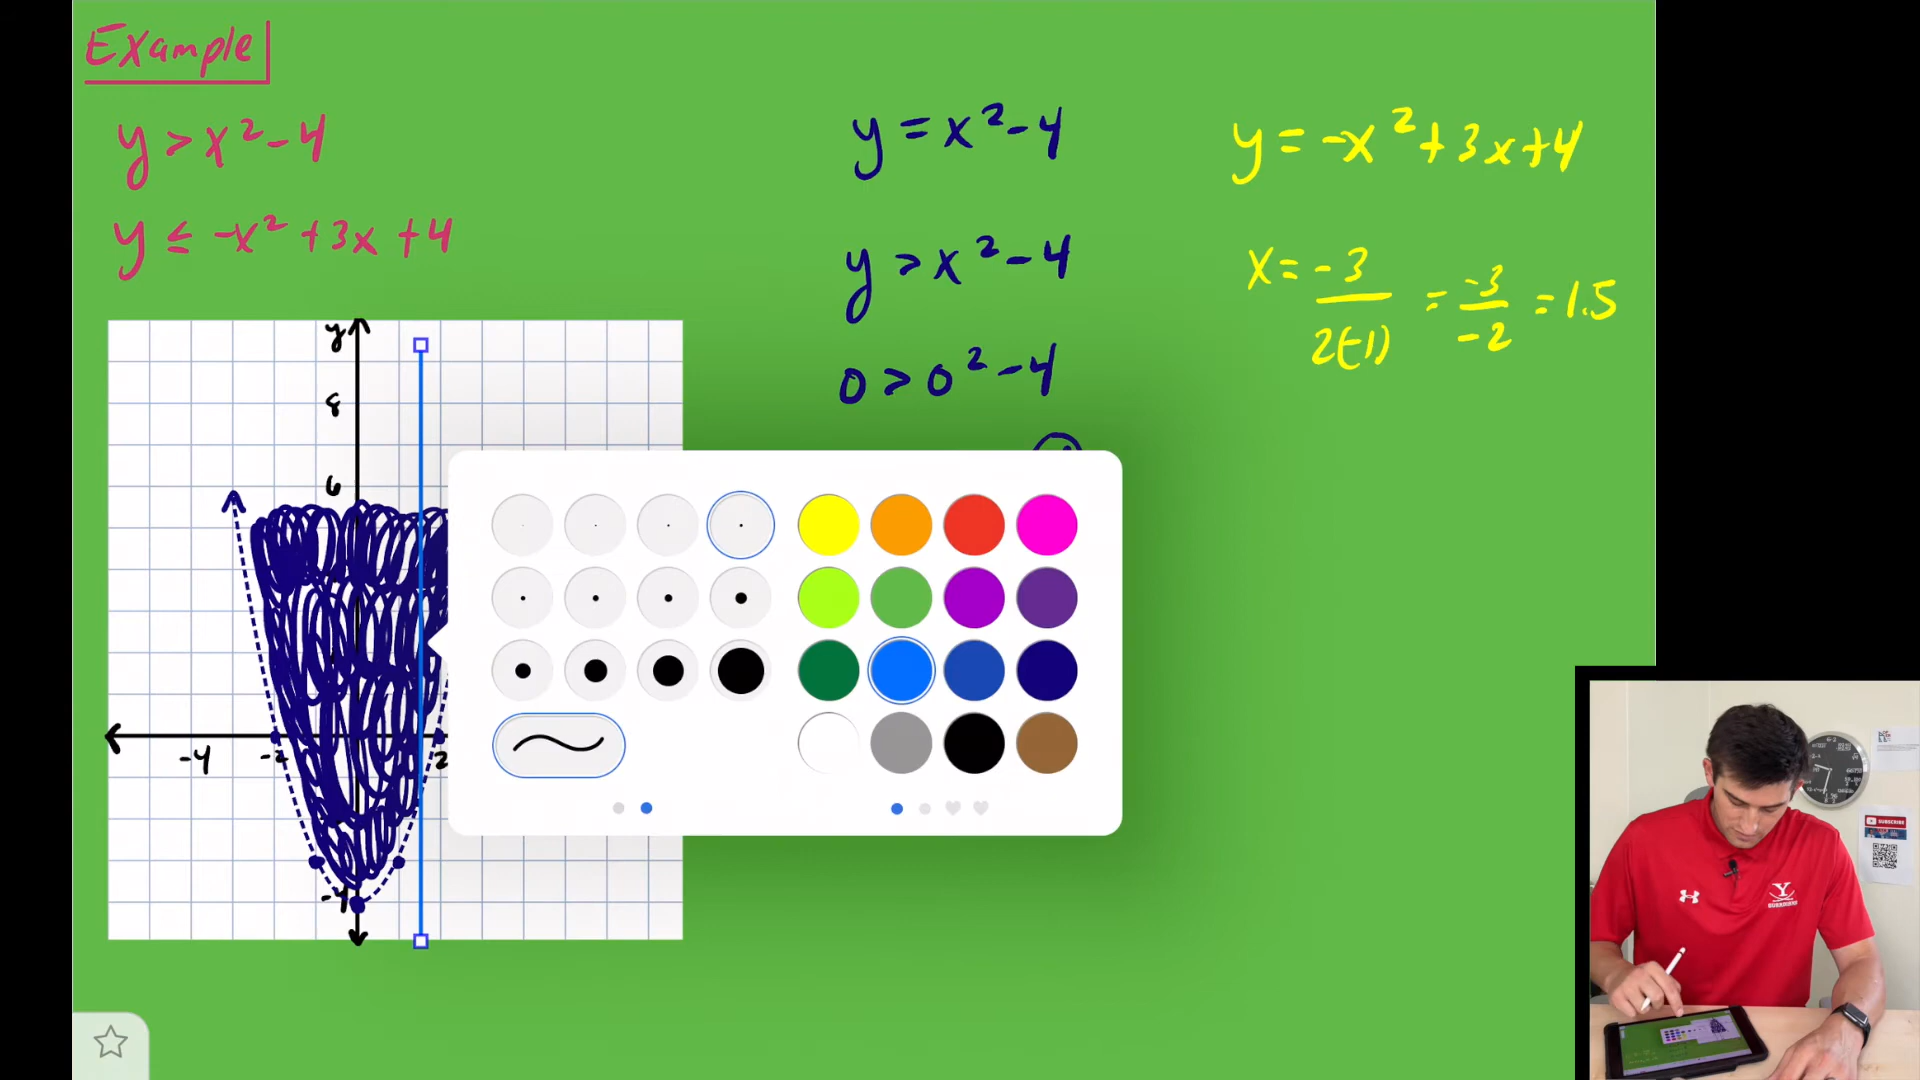 Example
y > x² - 4
y ≤ -x² + 3x + 4
y = x² - 4
y > x² - 4
0 > 0² - 4
y = -x² + 3x + 4
x = -3/2(-1) = -3/-2 = 1.5
y
8
6
-4
-2
2
-4
SUBSCRIBE
Y